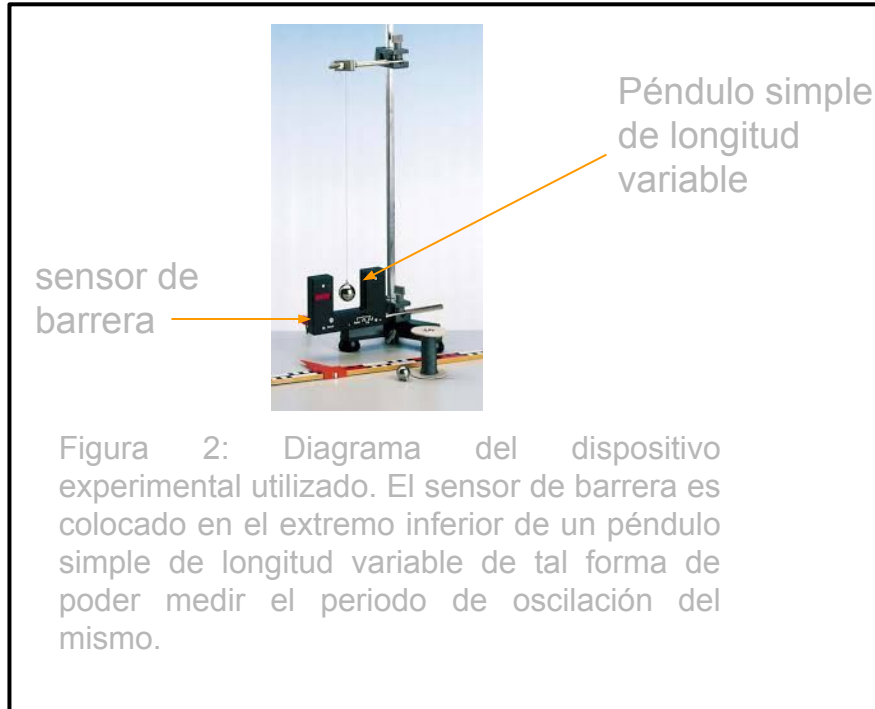 Péndulo simple
de longitud
variable
sensor de
barrera
Figura 2: Diagrama del dispositivo
experimental utilizado. El sensor de barrera es
colocado en el extremo inferior de un péndulo
simple de longitud variable de tal forma de
poder medir el periodo de oscilación del
mismo.